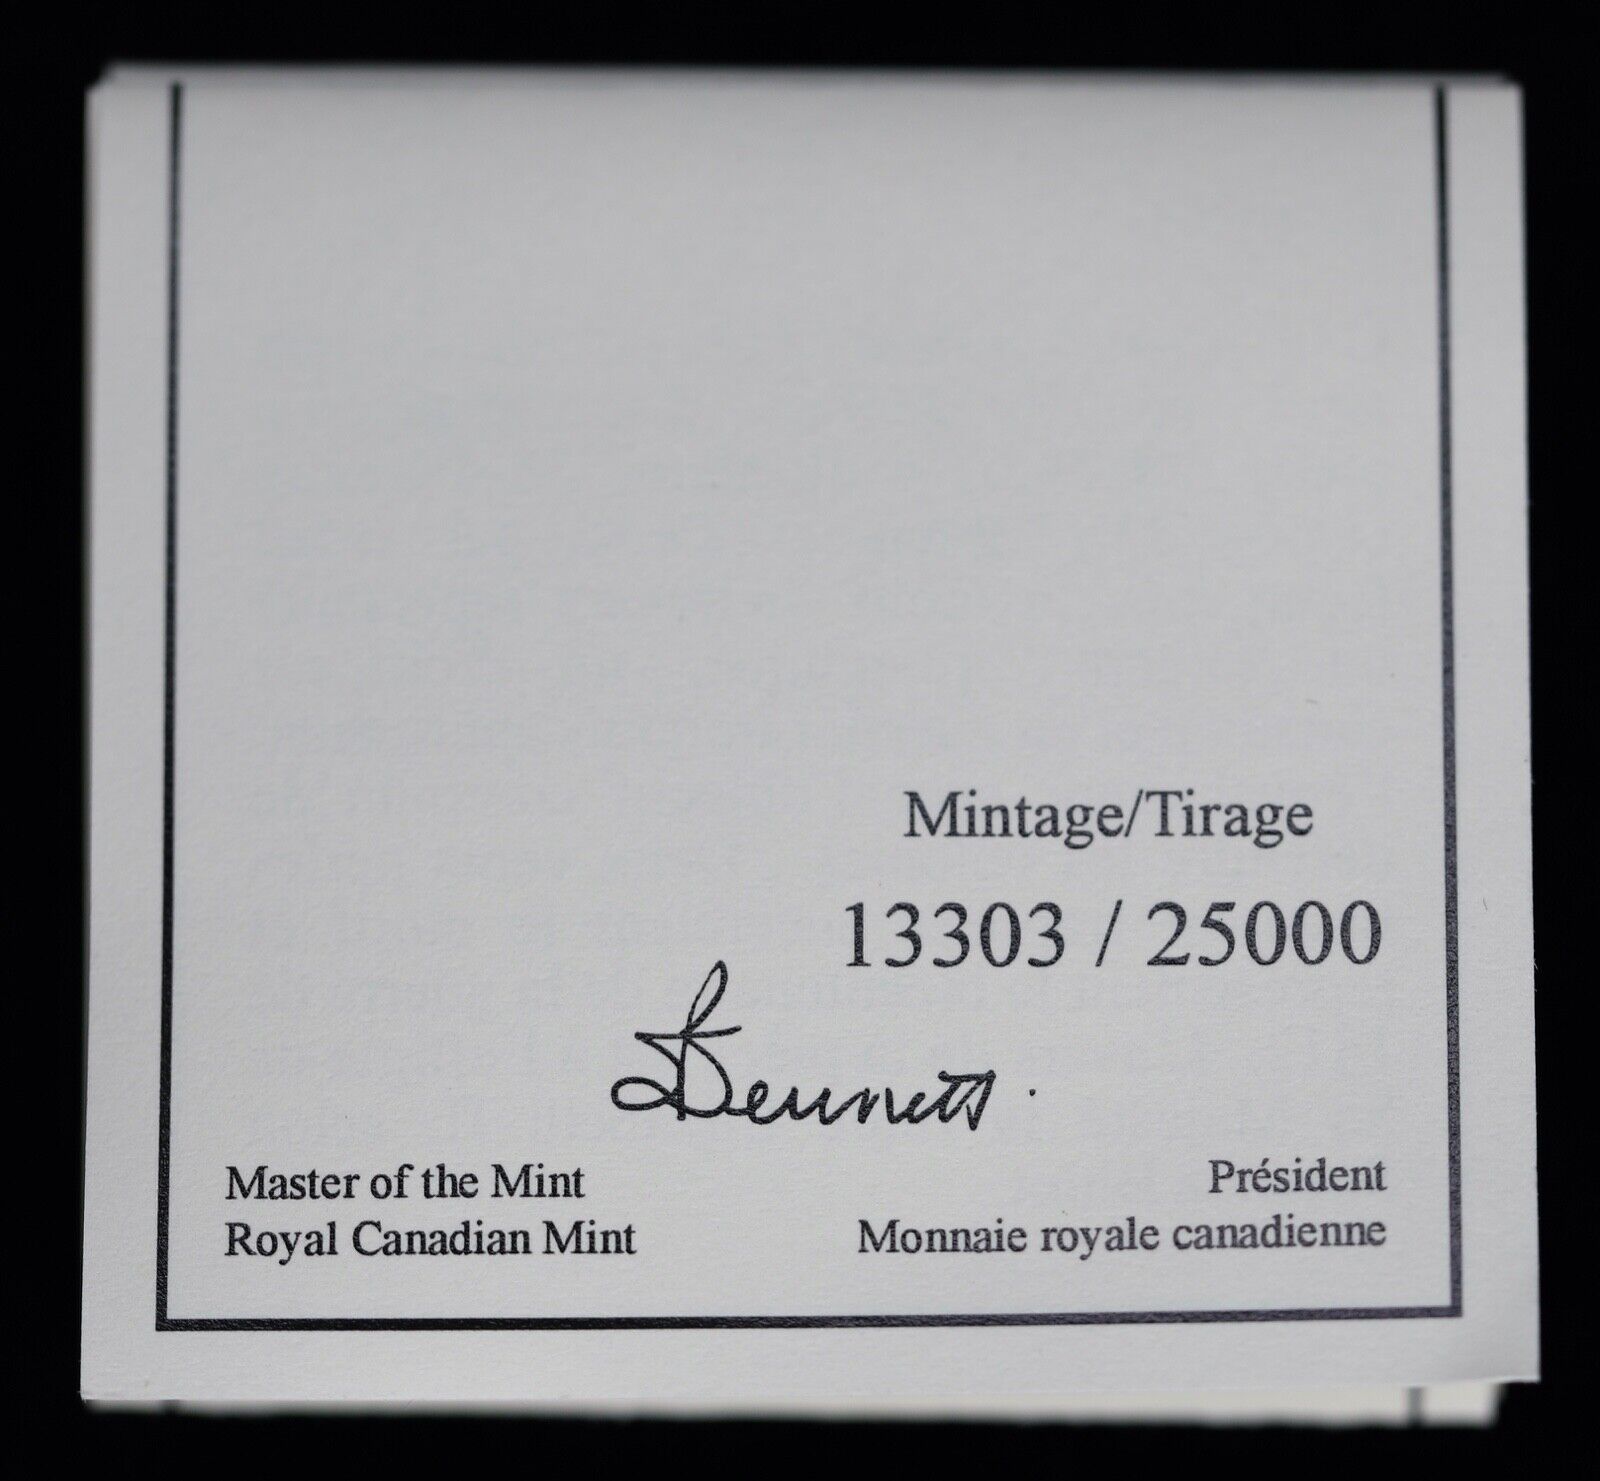 Mintage/Tirage
13303 / 25000
Bennett
Master of the Mint
Royal Canadian Mint
Président
Monnaie royale canadienne